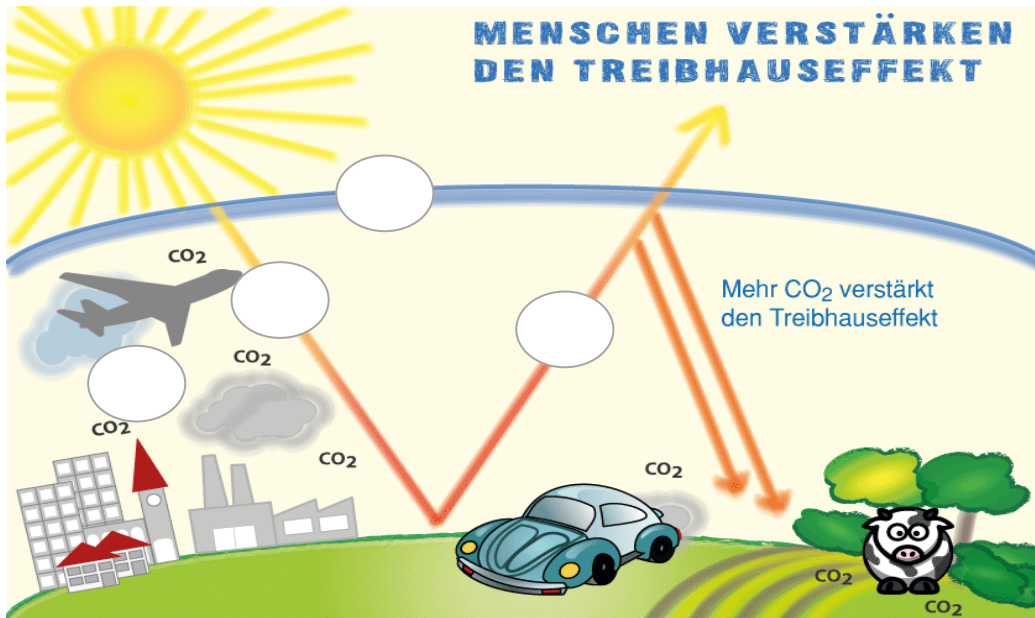 MENSCHEN VERSTÄRKEN
DEN TREIBHAUSEFFEKT
CO2
Mehr CO2 verstärkt
den Treibhauseffekt
CO2
CO2
CO2
CO2
CO2
CO2